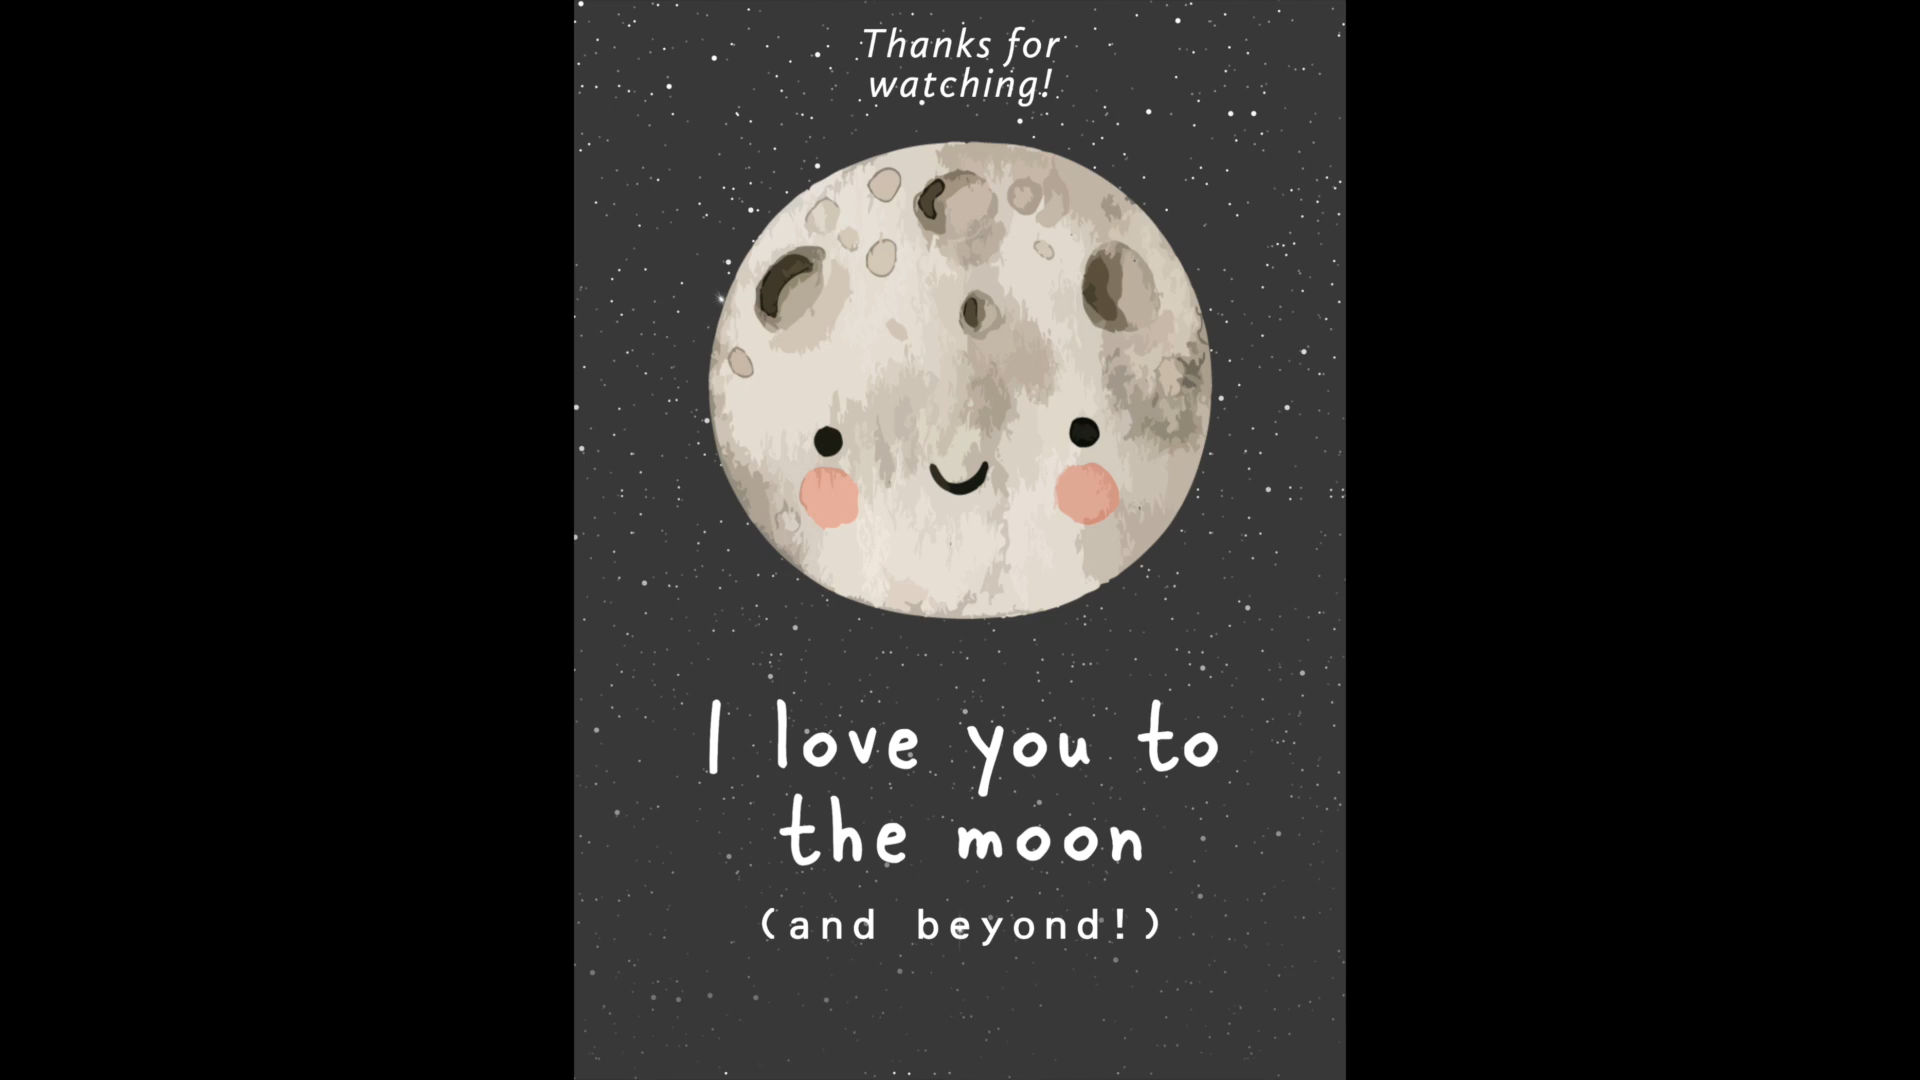 Thanks for
watching!
I love you to
the moon
(and beyond!)